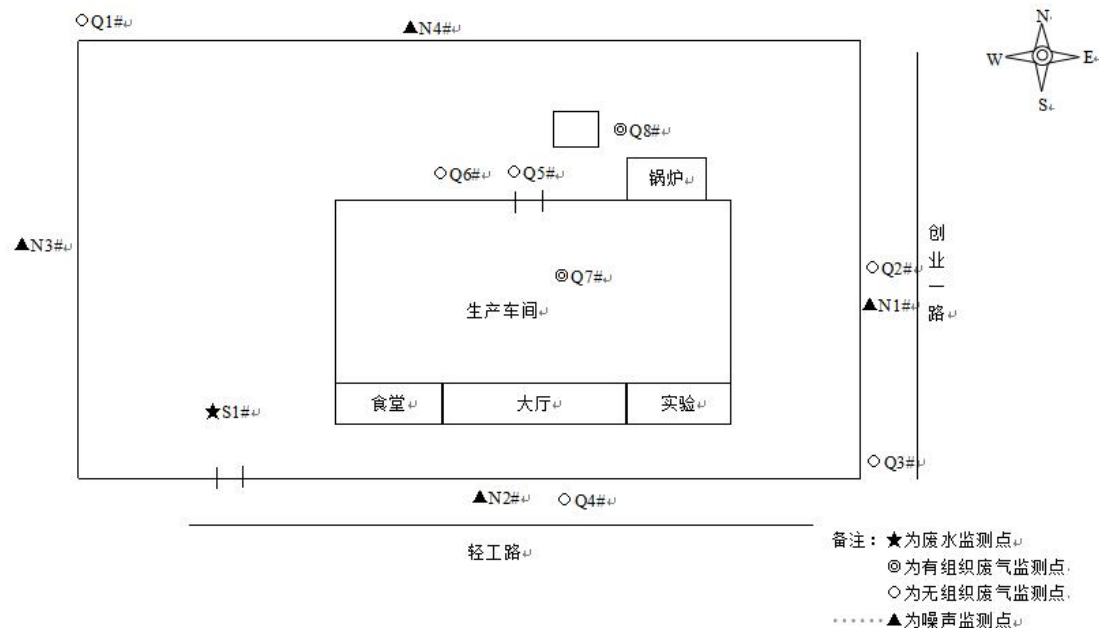 Q1#
N4#
N
W
E
S
Q8#
Q6#
Q5#
锅炉
N3#
创业一路
Q2#
Q7#
生产车间
N1#
食堂
大厅
实验
S1#
Q3#
N2#
Q4#
轻工路
备注：★为废水监测点
◎为有组织废气监测点
○为无组织废气监测点
······▲为噪声监测点